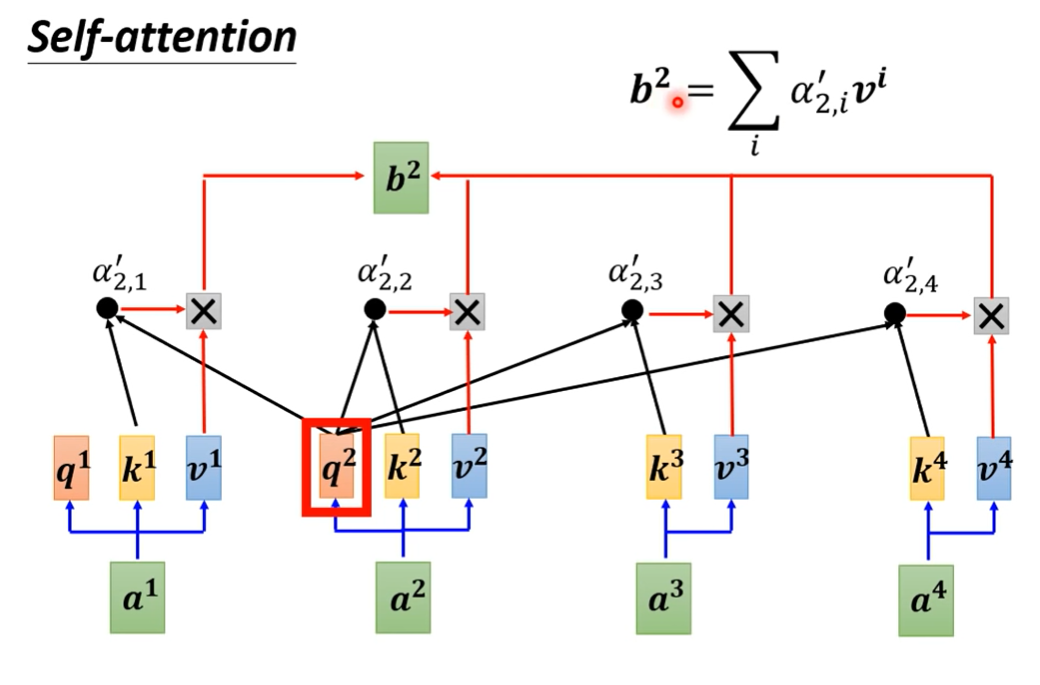 Self-attention
b² = ∑ᵢ α′₂,ᵢvⁱ
b²
α′₂,₁ α′₂,₂ α′₂,₃ α′₂,₄
q¹ k¹ v¹ q² k² v² k³ v³ k⁴ v⁴
a¹ a² a³ a⁴